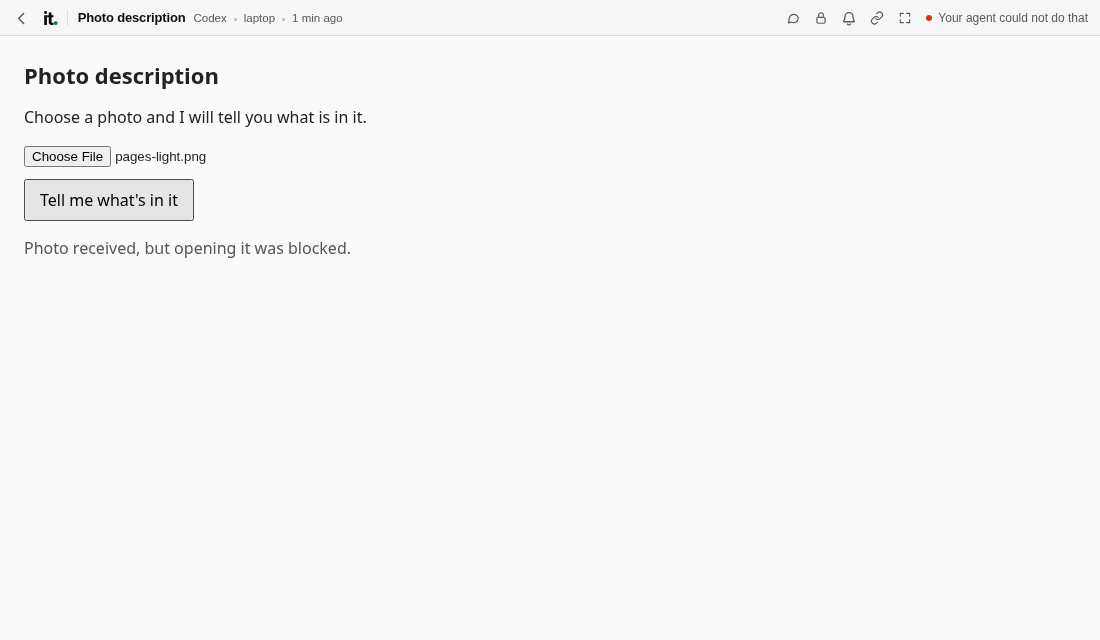 it. Photo description Codex • laptop • 1 min ago Your agent could not do that
Photo description
Choose a photo and I will tell you what is in it.
Choose File pages-light.png
Tell me what's in it
Photo received, but opening it was blocked.